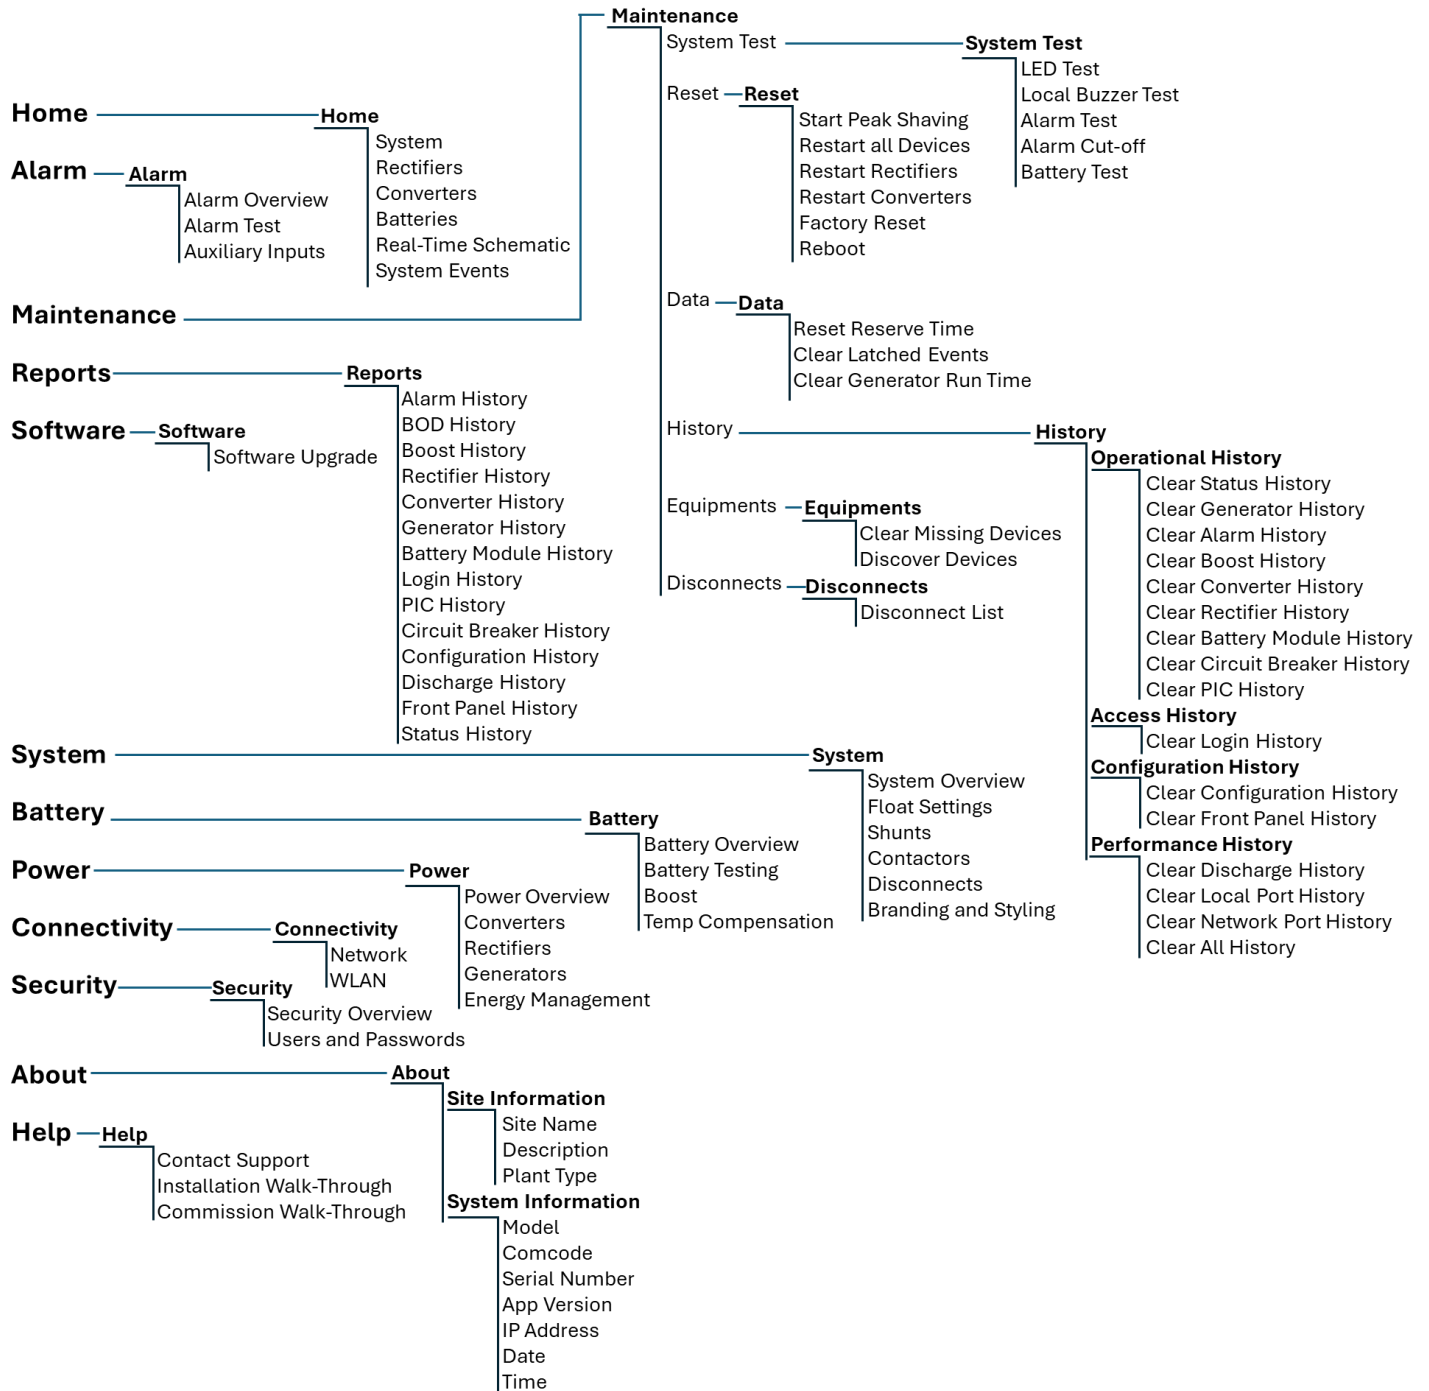 Home
Home
System
Rectifiers
Converters
Batteries
Real-Time Schematic
System Events
Alarm
Alarm
Alarm Overview
Alarm Test
Auxiliary Inputs
Maintenance
Maintenance
System Test
System Test
LED Test
Local Buzzer Test
Alarm Test
Alarm Cut-off
Battery Test
Reset
Reset
Start Peak Shaving
Restart all Devices
Restart Rectifiers
Restart Converters
Factory Reset
Reboot
Data
Data
Reset Reserve Time
Clear Latched Events
Clear Generator Run Time
History
History
Operational History
Clear Status History
Clear Generator History
Clear Alarm History
Clear Boost History
Clear Converter History
Clear Rectifier History
Clear Battery Module History
Clear Circuit Breaker History
Clear PIC History
Access History
Clear Login History
Configuration History
Clear Configuration History
Clear Front Panel History
Performance History
Clear Discharge History
Clear Local Port History
Clear Network Port History
Clear All History
Equipments
Equipments
Clear Missing Devices
Discover Devices
Disconnects
Disconnects
Disconnect List
Reports
Reports
Alarm History
BOD History
Boost History
Rectifier History
Converter History
Generator History
Battery Module History
Login History
PIC History
Circuit Breaker History
Configuration History
Discharge History
Front Panel History
Status History
Software
Software
Software Upgrade
System
System
System Overview
Float Settings
Shunts
Contactors
Disconnects
Branding and Styling
Battery
Battery
Battery Overview
Battery Testing
Boost
Temp Compensation
Power
Power
Power Overview
Converters
Rectifiers
Generators
Energy Management
Connectivity
Connectivity
Network
WLAN
Security
Security
Security Overview
Users and Passwords
About
About
Site Information
Site Name
Description
Plant Type
System Information
Model
Comcode
Serial Number
App Version
IP Address
Date
Time
Help
Help
Contact Support
Installation Walk-Through
Commission Walk-Through